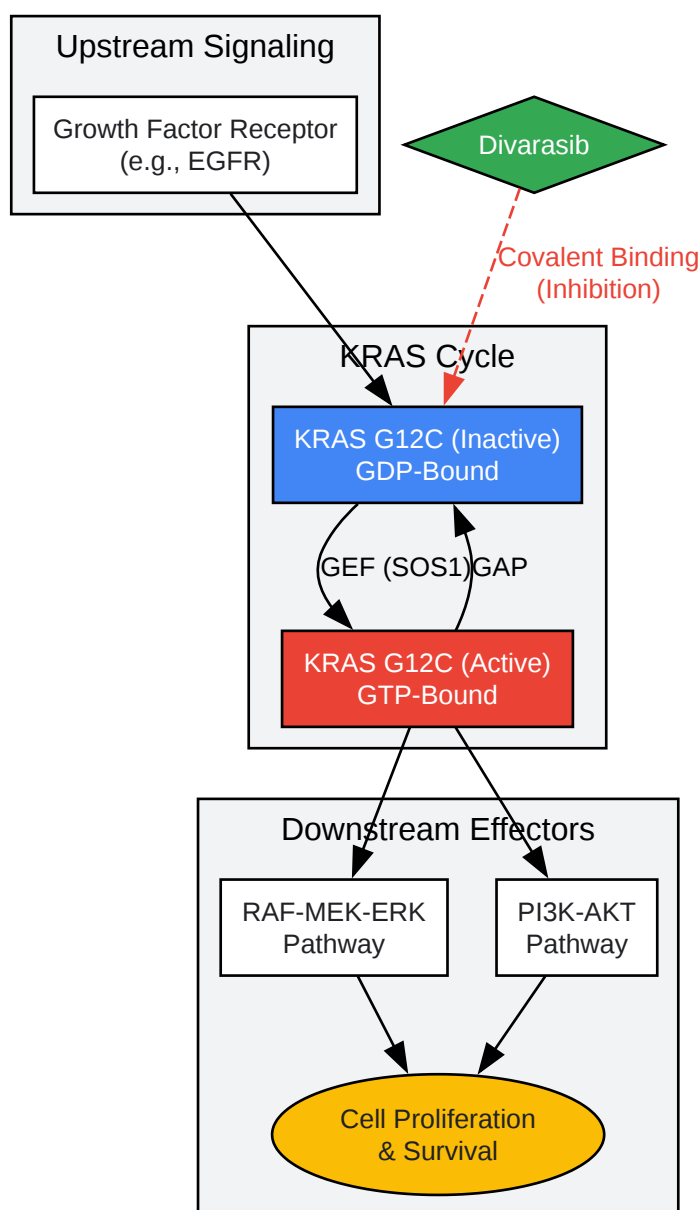 Upstream Signaling
Growth Factor Receptor
(e.g., EGFR)
Divarasib
Covalent Binding
(Inhibition)
KRAS Cycle
KRAS G12C (Inactive)
GDP-Bound
GEF (SOS1)
GAP
KRAS G12C (Active)
GTP-Bound
Downstream Effectors
RAF-MEK-ERK
Pathway
PI3K-AKT
Pathway
Cell Proliferation
& Survival